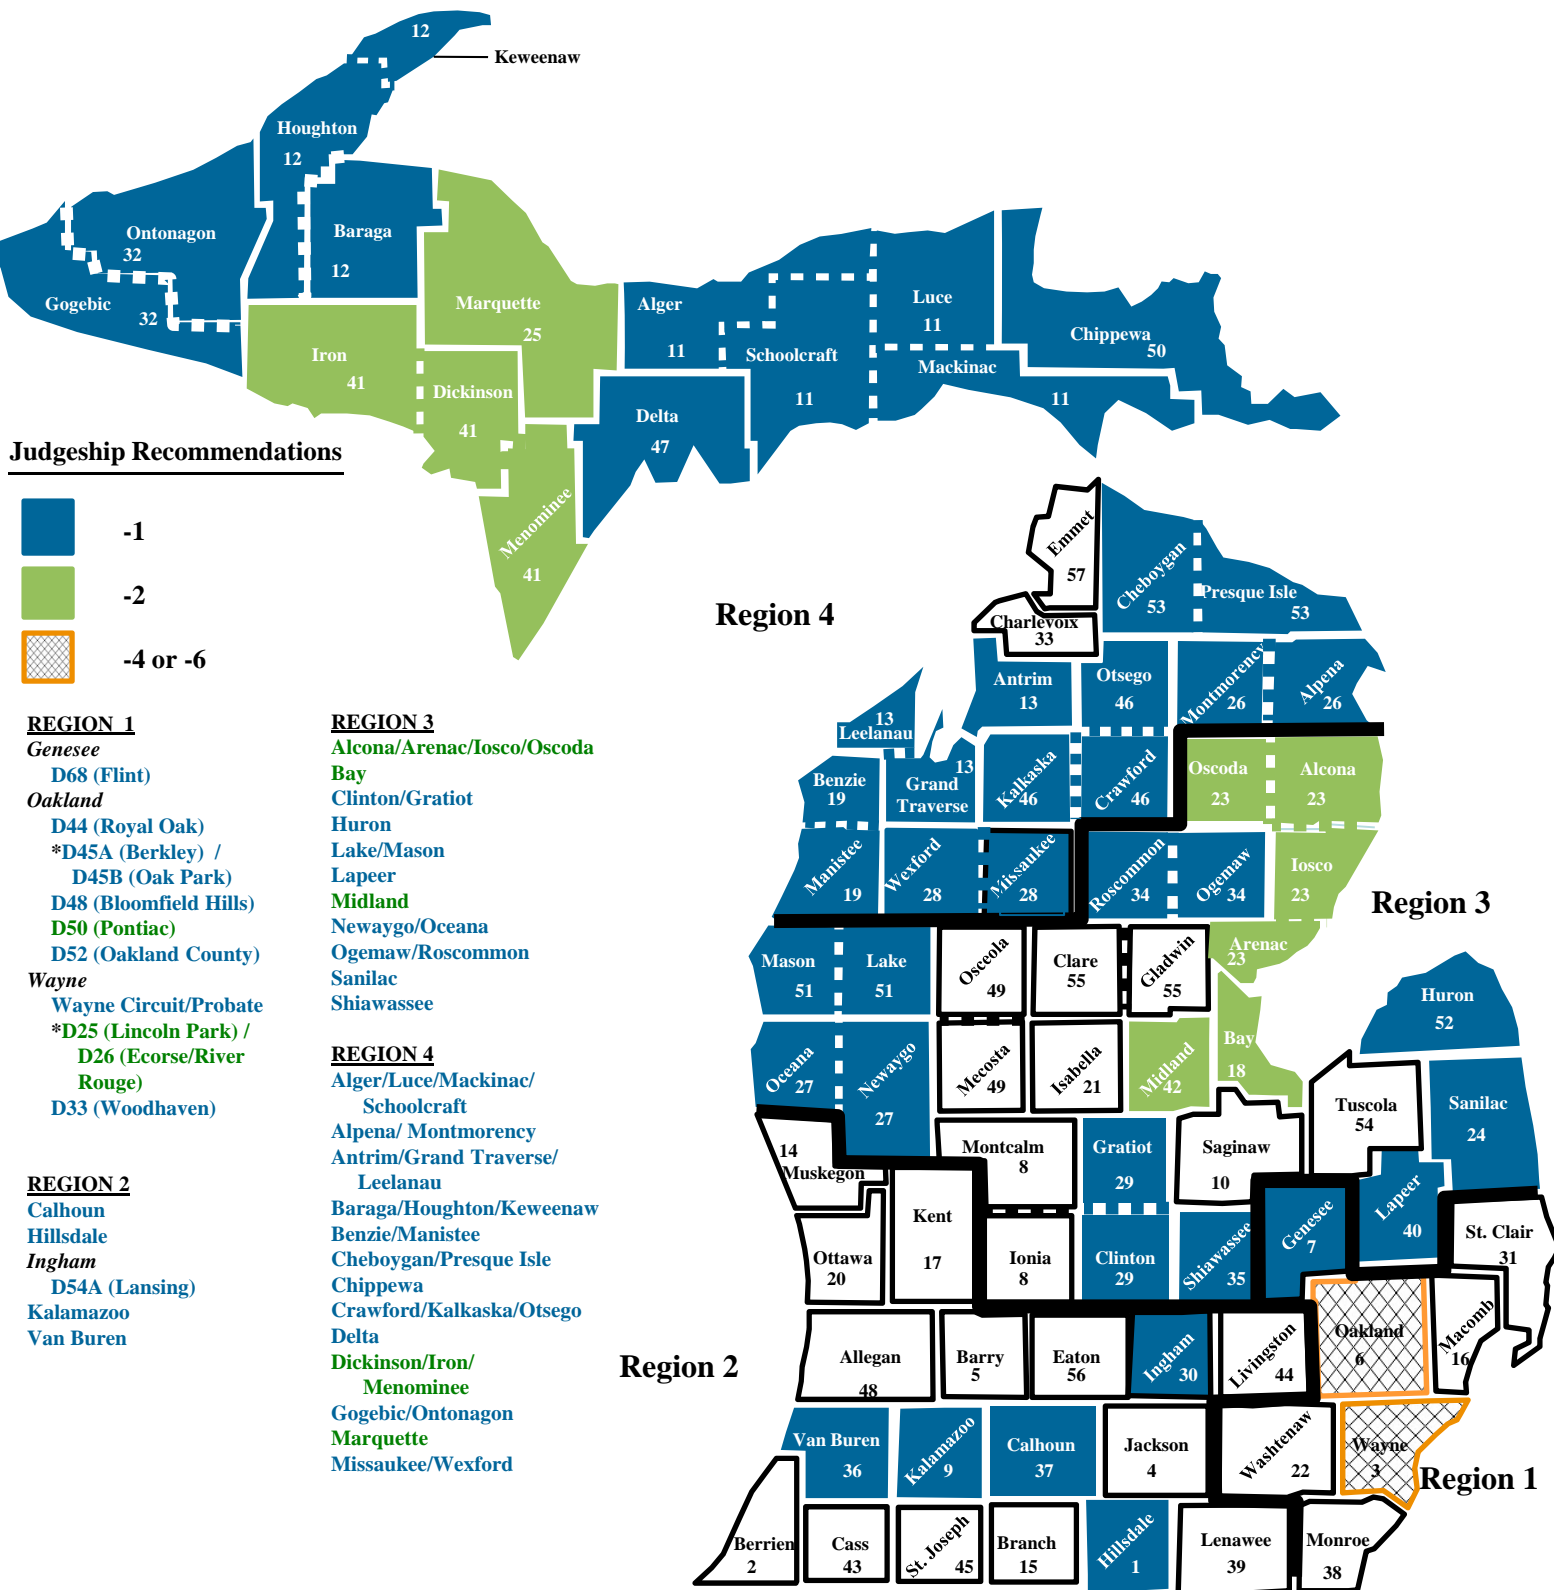 12
Keweenaw
Houghton
12
Ontonagon
32
Baraga
12
Gogebic
32
Marquette
25
Alger
11
Luce
11
Chippewa
50
Iron
41
Dickinson
41
Schoolcraft
11
Mackinac
11
Delta
47
Menominee
41
Judgeship Recommendations
-1
-2
-4 or -6
Region 4
Emmet
57
Charlevoix
33
Cheboygan
53
Presque Isle
53
Antrim
13
Otsego
46
Montmorency
26
Alpena
26
13
Leelanau
Benzie
19
13
Grand
Traverse
Kalkaska
46
Crawford
46
Oscoda
23
Alcona
23
Manistee
19
Wexford
28
Missaukee
28
Roscommon
34
Ogemaw
34
Iosco
23
Region 3
Mason
51
Lake
51
Osceola
49
Clare
55
Gladwin
55
Arenac
23
Huron
52
Oceana
27
Newaygo
27
Mecosta
49
Isabella
21
Midland
42
Bay
18
Tuscola
54
Sanilac
24
14
Muskegon
Montcalm
8
Gratiot
29
Saginaw
10
Lapeer
40
St. Clair
31
Ottawa
20
Kent
17
Ionia
8
Clinton
29
Shiawassee
35
Genesee
7
Region 2
Allegan
48
Barry
5
Eaton
56
Ingham
30
Livingston
44
Oakland
6
Macomb
16
Van Buren
36
Kalamazoo
9
Calhoun
37
Jackson
4
Washtenaw
22
Wayne
3
Region 1
Berrien
2
Cass
43
St. Joseph
45
Branch
15
Hillsdale
1
Lenawee
39
Monroe
38
REGION 1
Genesee
D68 (Flint)
Oakland
D44 (Royal Oak)
*D45A (Berkley) /
D45B (Oak Park)
D48 (Bloomfield Hills)
D50 (Pontiac)
D52 (Oakland County)
Wayne
Wayne Circuit/Probate
*D25 (Lincoln Park) /
D26 (Ecorse/River
Rouge)
D33 (Woodhaven)
REGION 2
Calhoun
Hillsdale
Ingham
D54A (Lansing)
Kalamazoo
Van Buren
REGION 3
Alcona/Arenac/Iosco/Oscoda
Bay
Clinton/Gratiot
Huron
Lake/Mason
Lapeer
Midland
Newaygo/Oceana
Ogemaw/Roscommon
Sanilac
Shiawassee
REGION 4
Alger/Luce/Mackinac/
Schoolcraft
Alpena/ Montmorency
Antrim/Grand Traverse/
Leelanau
Baraga/Houghton/Keweenaw
Benzie/Manistee
Cheboygan/Presque Isle
Chippewa
Crawford/Kalkaska/Otsego
Delta
Dickinson/Iron/
Menominee
Gogebic/Ontonagon
Marquette
Missaukee/Wexford